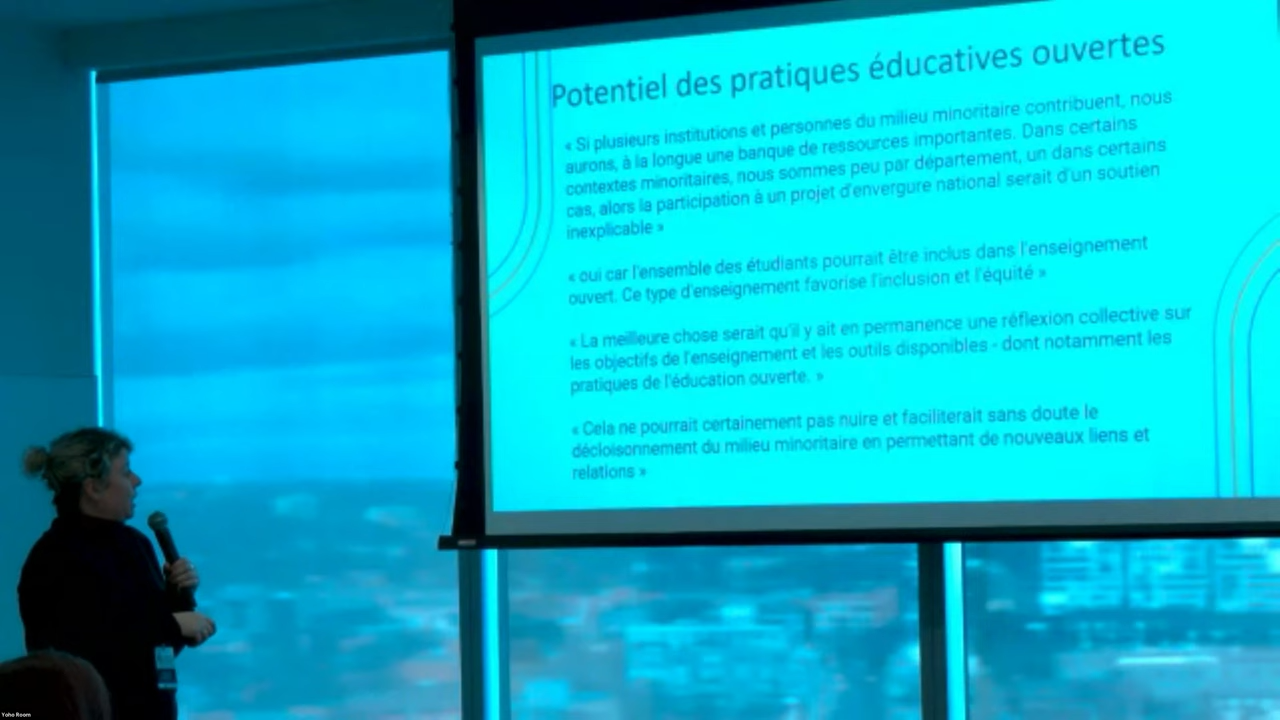 Potentiel des pratiques éducatives ouvertes
« Si plusieurs institutions et personnes du milieu minoritaire contribuent, nous
aurons, à la longue une banque de ressources importantes. Dans certains
contextes minoritaires, nous sommes peu par département, un dans certains
cas, alors la participation à un projet d'envergure national serait d'un soutien
inexplicable »
« oui car l'ensemble des étudiants pourrait être inclus dans l'enseignement
ouvert. Ce type d'enseignement favorise l'inclusion et l'équité »
« La meilleure chose serait qu'il y ait en permanence une réflexion collective sur
les objectifs de l'enseignement et les outils disponibles - dont notamment les
pratiques de l'éducation ouverte. »
« Cela ne pourrait certainement pas nuire et faciliterait sans doute le
décloisonnement du milieu minoritaire en permettant de nouveaux liens et
relations »
Yoho Room